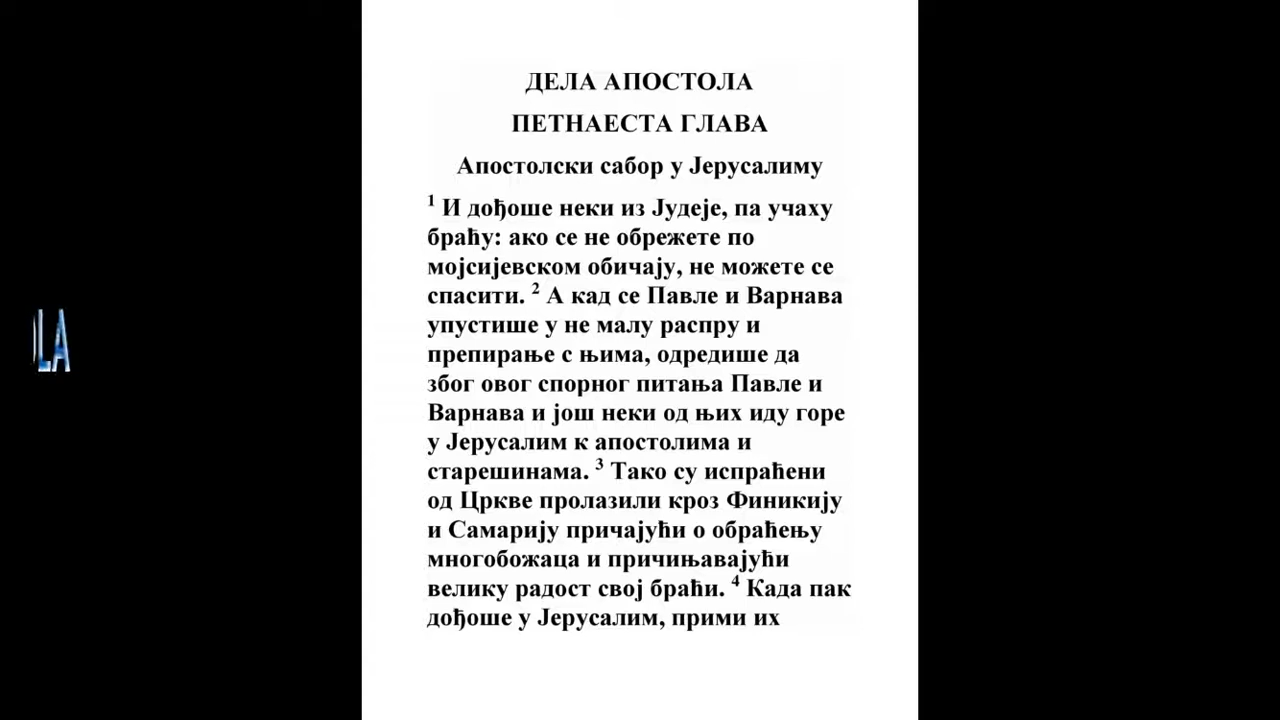 ДЕЛА АПОСТОЛА
ПЕТНАЕСТА ГЛАВА
Апостолски сабор у Јерусалиму
1 И дођоше неки из Јудеје, па учаху
браћу: ако се не обрежете по
мојсијевском обичају, не можете се
спасити. 2 А кад се Павле и Варнава
упустише у не малу распру и
препирање с њима, одредише да
због овог спорног питања Павле и
Варнава и још неки од њих иду горе
у Јерусалим к апостолима и
старешинама. 3 Тако су испраћени
од Цркве пролазили кроз Финикију
и Самарију причајући о обраћењу
многобожаца и причињавајући
велику радост свој браћи. 4 Када пак
дођоше у Јерусалим, прими их